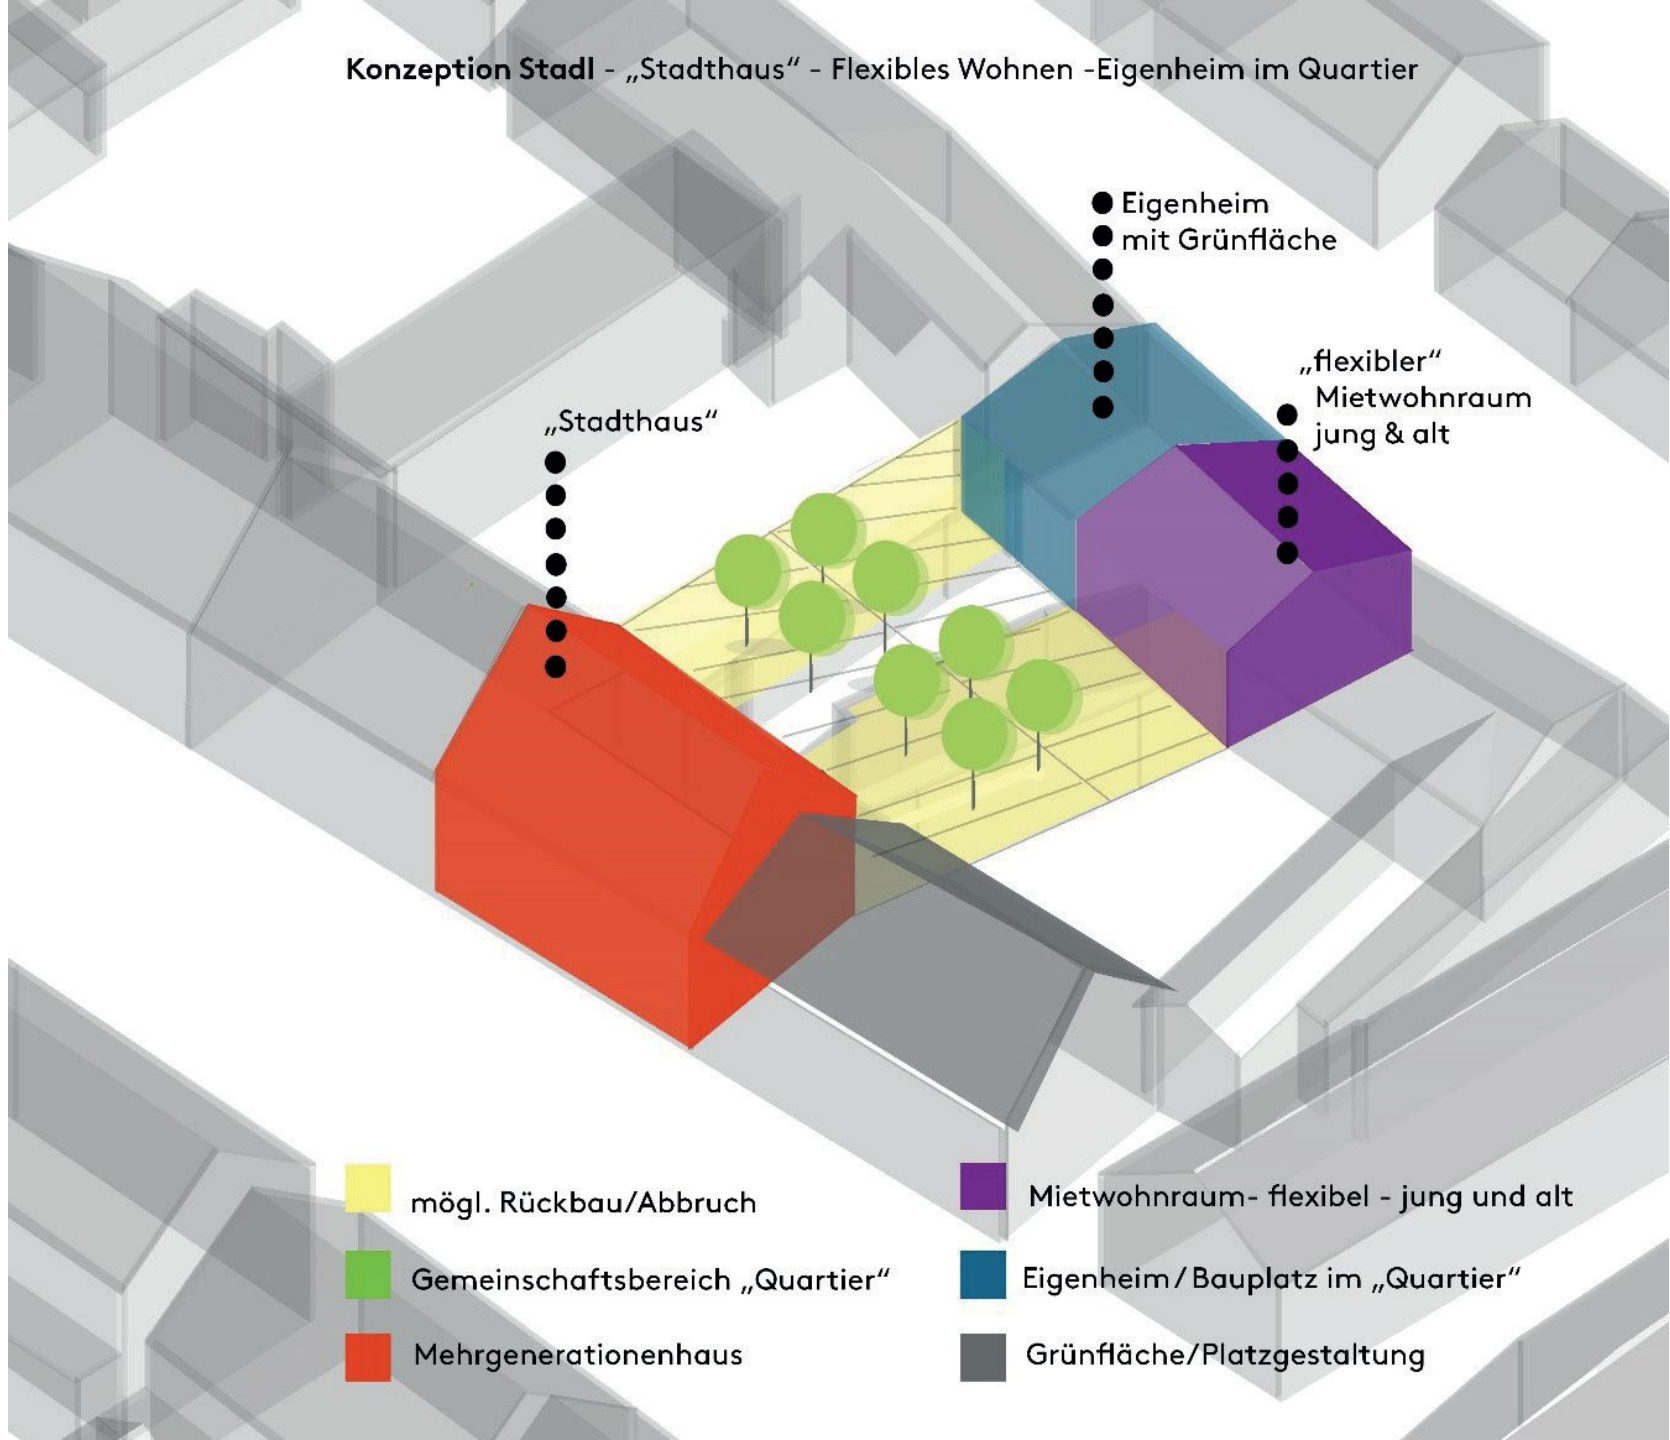 Konzeption Stadl - „Stadthaus“ - Flexibles Wohnen -Eigenheim im Quartier
Eigenheim
mit Grünfläche
„flexibler“
Mietwohnraum
jung & alt
„Stadthaus“
mögl. Rückbau/Abbruch
Gemeinschaftsbereich „Quartier“
Mehrgenerationenhaus
Mietwohnraum- flexibel - jung und alt
Eigenheim/Bauplatz im „Quartier“
Grünfläche/Platzgestaltung